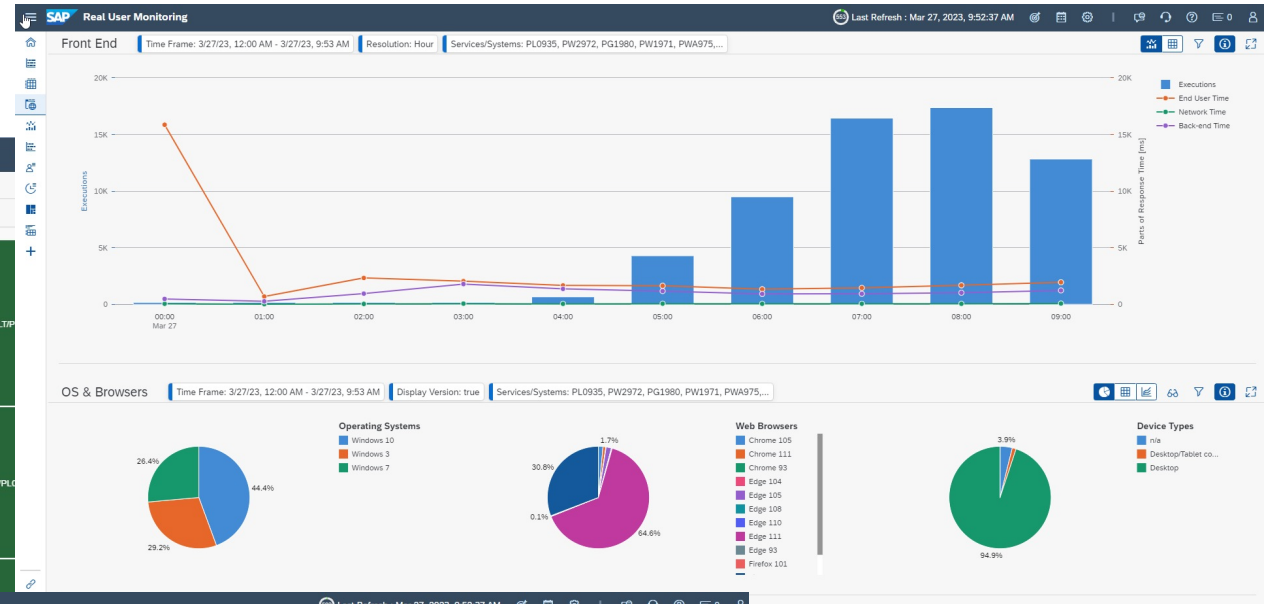 SAP Real User Monitoring
553 Last Refresh : Mar 27, 2023, 9:52:37 AM
0
Front End
Time Frame: 3/27/23, 12:00 AM - 3/27/23, 9:53 AM
Resolution: Hour
Services/Systems: PL0935, PW2972, PG1980, PW1971, PWA975,...
20K
15K
10K
5K
0
Executions
20K
15K
10K
5K
0
Parts of Response Time [ms]
Executions
End User Time
Network Time
Back-end Time
00:00 01:00 02:00 03:00 04:00 05:00 06:00 07:00 08:00 09:00
Mar 27
OS & Browsers
Time Frame: 3/27/23, 12:00 AM - 3/27/23, 9:53 AM
Display Version: true
Services/Systems: PL0935, PW2972, PG1980, PW1971, PWA975,...
26.4%
44.4%
29.2%
Operating Systems
Windows 10
Windows 3
Windows 7
1.7%
30.8%
0.1%
64.6%
Web Browsers
Chrome 105
Chrome 111
Chrome 93
Edge 104
Edge 105
Edge 108
Edge 110
Edge 111
Edge 93
Firefox 101
3.9%
94.9%
Device Types
n/a
Desktop/Tablet co...
Desktop